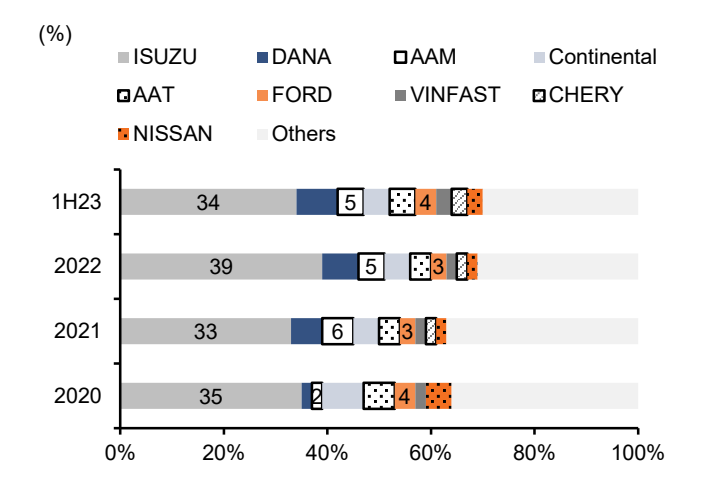 (%)
ISUZU DANA AAM Continental
AAT FORD VINFAST CHERY
NISSAN Others
1H23 34 5 4
2022 39 5 3
2021 33 6 3
2020 35 2 4
0% 20% 40% 60% 80% 100%